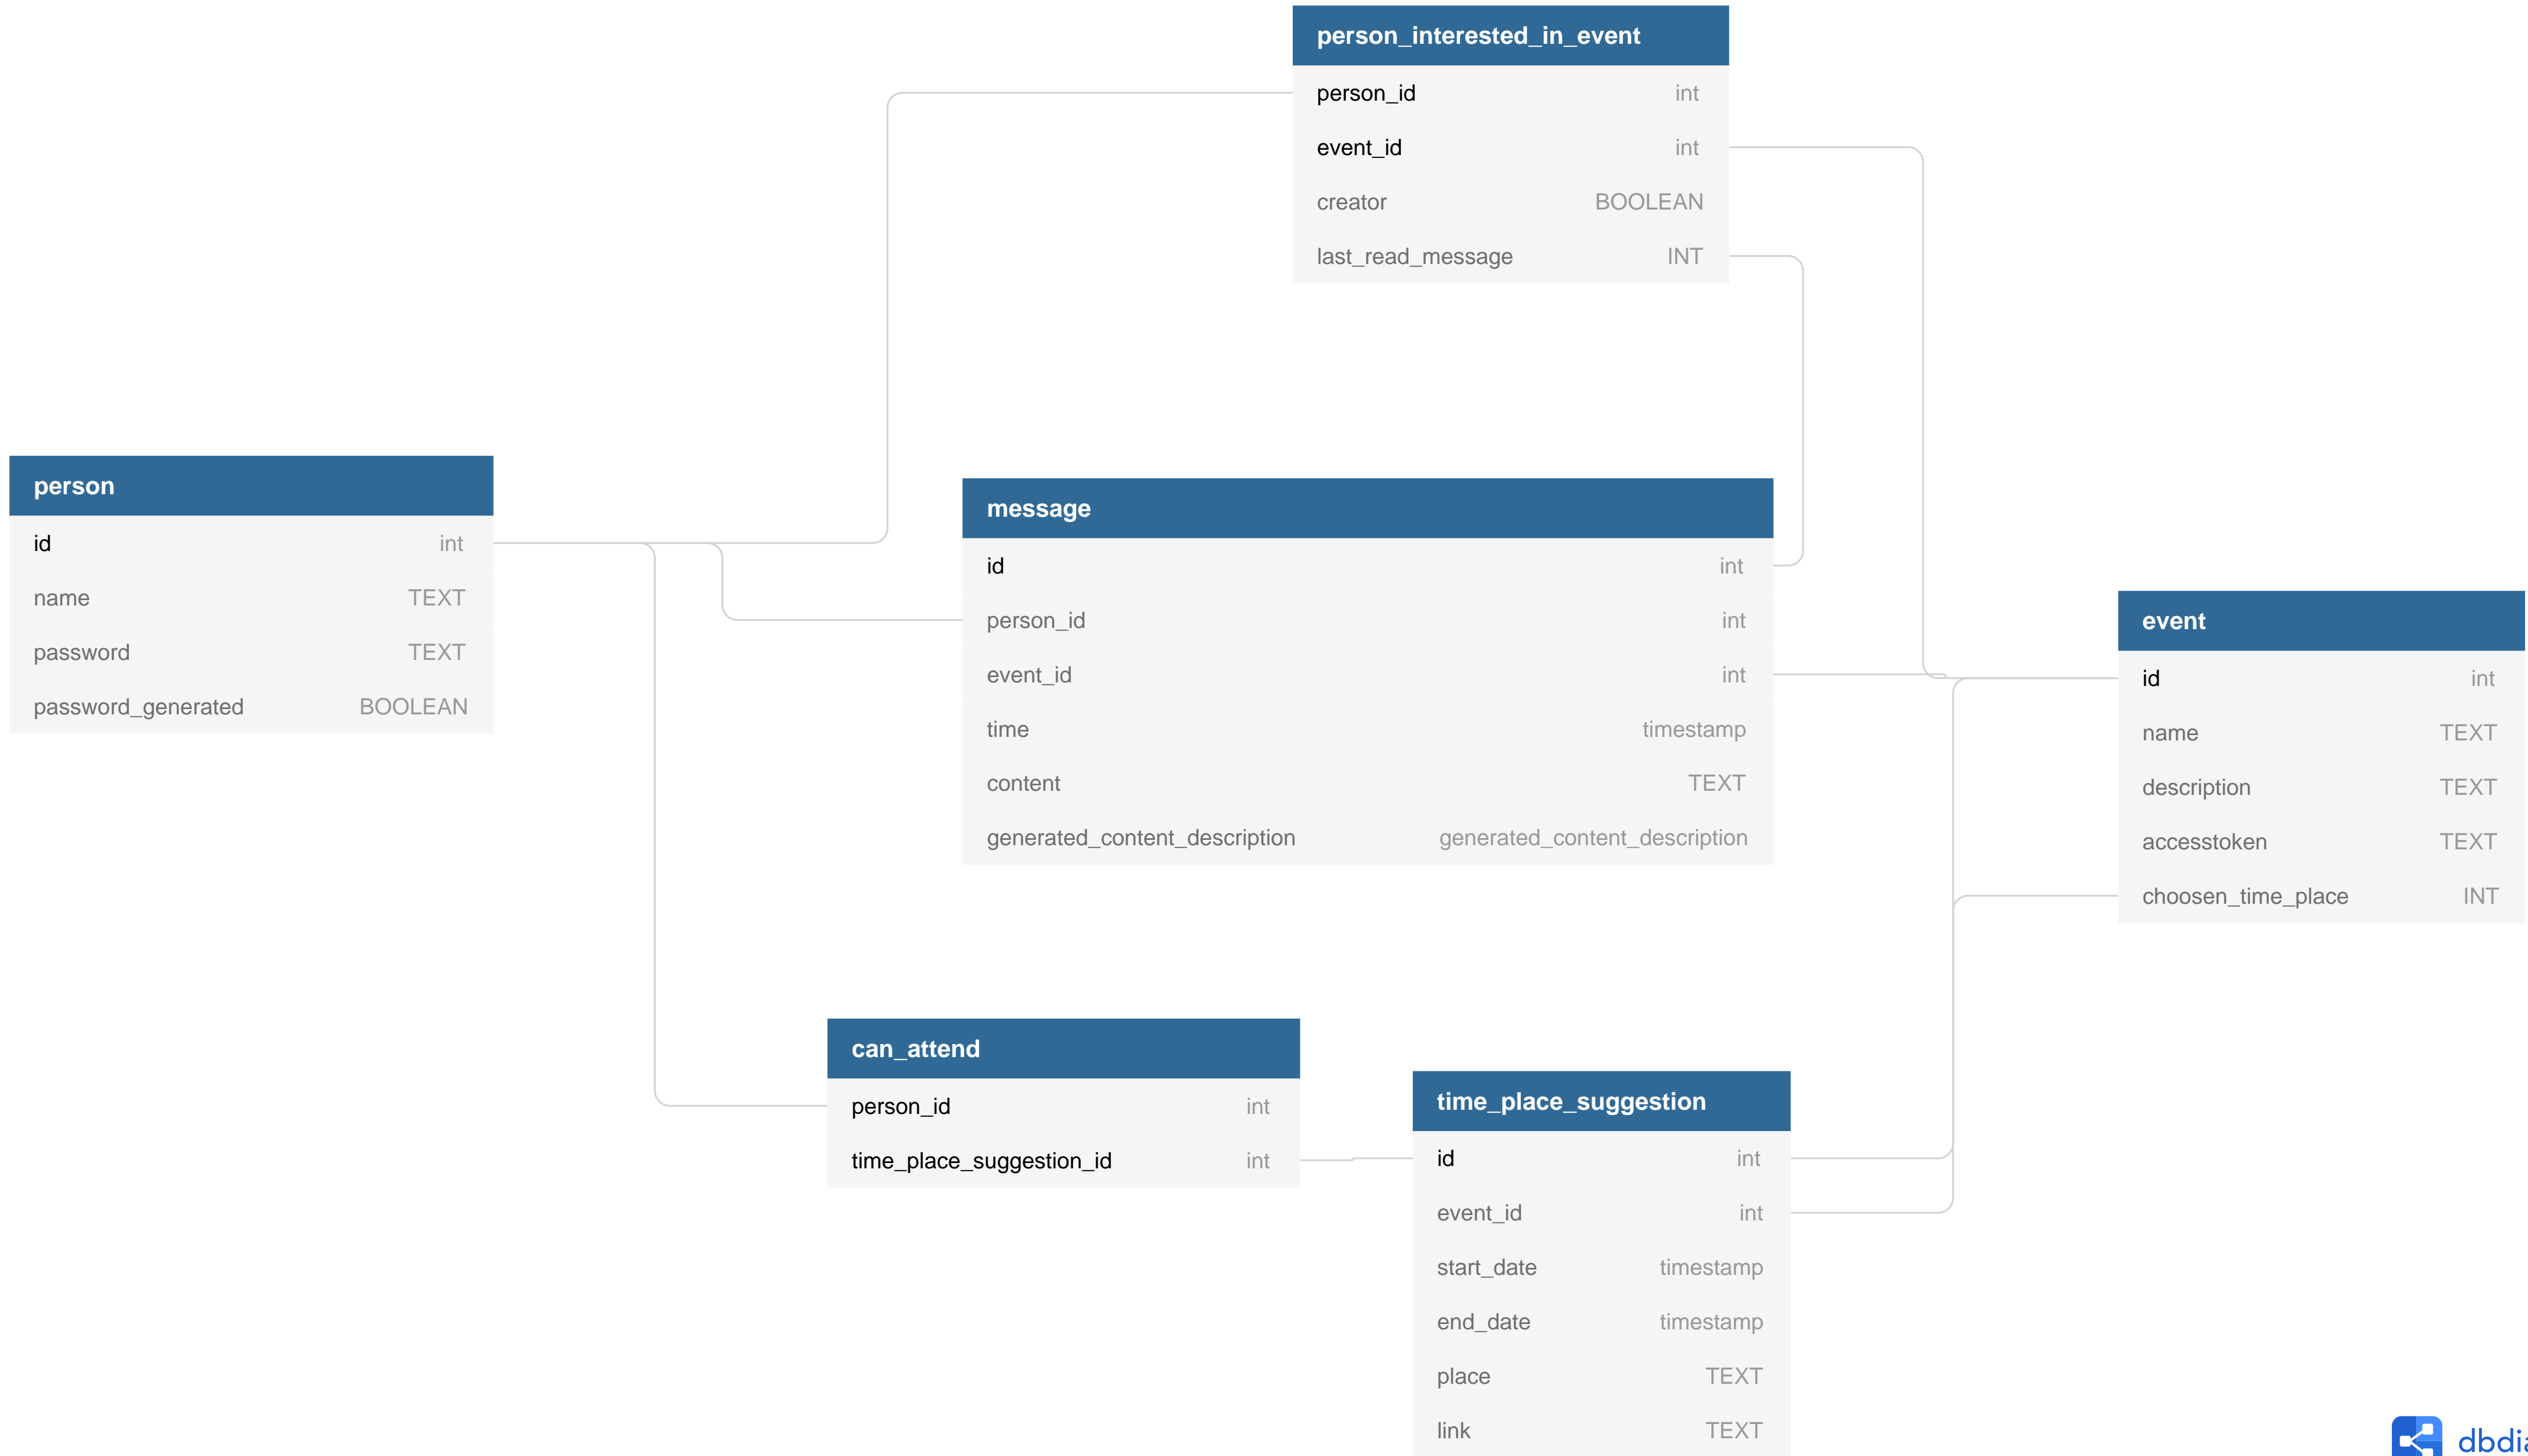 person_interested_in_event
person_id int
event_id int
creator BOOLEAN
last_read_message INT
person
id int
name TEXT
password TEXT
password_generated BOOLEAN
message
id int
person_id int
event_id int
time timestamp
content TEXT
generated_content_description generated_content_description
event
id int
name TEXT
description TEXT
accesstoken TEXT
choosen_time_place INT
can_attend
person_id int
time_place_suggestion_id int
time_place_suggestion
id int
event_id int
start_date timestamp
end_date timestamp
place TEXT
link TEXT